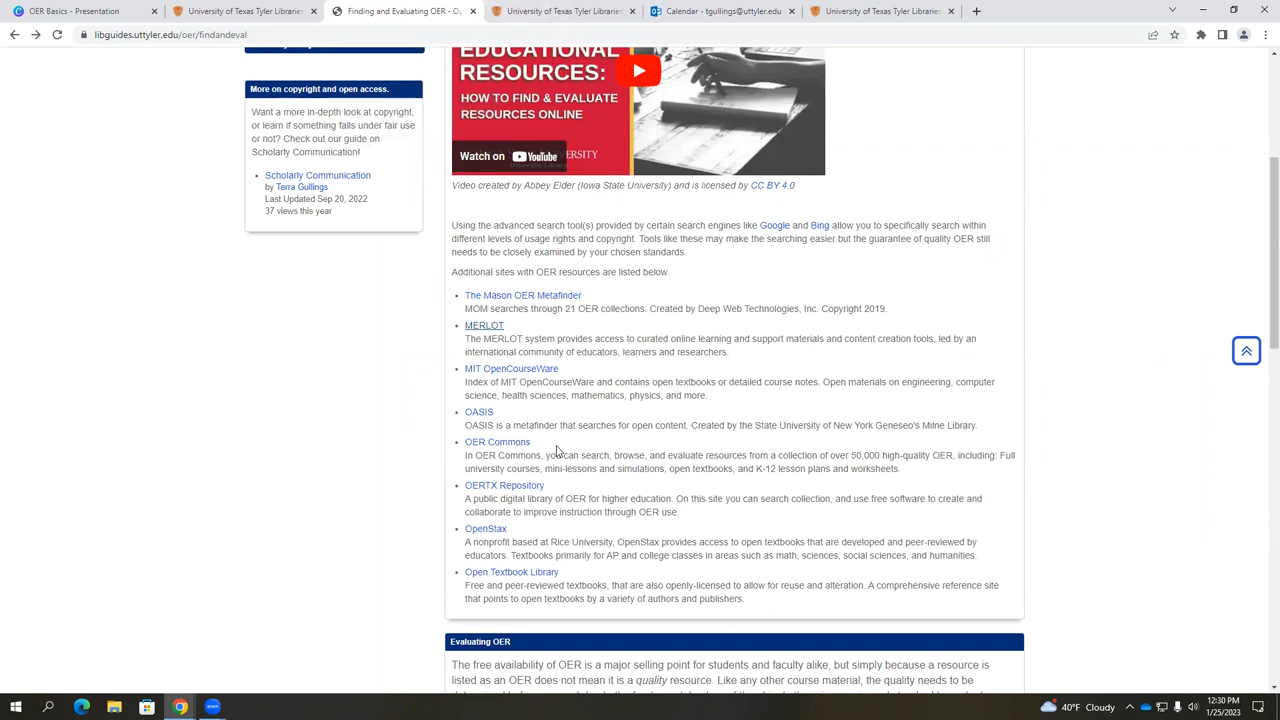 OER Basics - Presentation
University of Texas Tyler Libraries
Finding and Evaluating OER - O
University of Texas Tyler Libraries
Calendar - tgullings@uttyler.edu
University of Texas Tyler Libraries
libguides.uttyler.edu/oer/findandeval
More on copyright and open access.
Want a more in-depth look at copyright,
or learn if something falls under fair use
or not? Check out our guide on
Scholarly Communication!
Scholarly Communication
by Terra Gullings
Last Updated Sep 20, 2022
37 views this year
EDUCATIONAL
RESOURCES:
HOW TO FIND & EVALUATE
RESOURCES ONLINE
Watch on YouTube
Video created by Abbey Elder (Iowa State University) and is licensed by CC BY 4.0
Using the advanced search tool(s) provided by certain search engines like Google and Bing allow you to specifically search within
different levels of usage rights and copyright. Tools like these may make the searching easier but the guarantee of quality OER still
needs to be closely examined by your chosen standards.
Additional sites with OER resources are listed below.
The Mason OER Metafinder
MOM searches through 21 OER collections. Created by Deep Web Technologies, Inc. Copyright 2019.
MERLOT
The MERLOT system provides access to curated online learning and support materials and content creation tools, led by an
international community of educators, learners and researchers.
MIT OpenCourseWare
Index of MIT OpenCourseWare and contains open textbooks or detailed course notes. Open materials on engineering, computer
science, health sciences, mathematics, physics, and more.
OASIS
OASIS is a metafinder that searches for open content. Created by the State University of New York Geneseo's Milne Library.
OER Commons
In OER Commons, you can search, browse, and evaluate resources from a collection of over 50,000 high-quality OER, including: Full
university courses, mini-lessons and simulations, open textbooks, and K-12 lesson plans and worksheets.
OERTX Repository
A public digital library of OER for higher education. On this site you can search collection, and use free software to create and
collaborate to improve instruction through OER use.
OpenStax
A nonprofit based at Rice University, OpenStax provides access to open textbooks that are developed and peer-reviewed by
educators. Textbooks primarily for AP and college classes in areas such as math, sciences, social sciences, and humanities.
Open Textbook Library
Free and peer-reviewed textbooks, that are also openly-licensed to allow for reuse and alteration. A comprehensive reference site
that points to open textbooks by a variety of authors and publishers.
Evaluating OER
The free availability of OER is a major selling point for students and faculty alike, but simply because a resource is
listed as an OER does not mean it is a quality resource. Like any other course material, the quality needs to be
40°F Cloudy
12:30 PM
1/25/2023